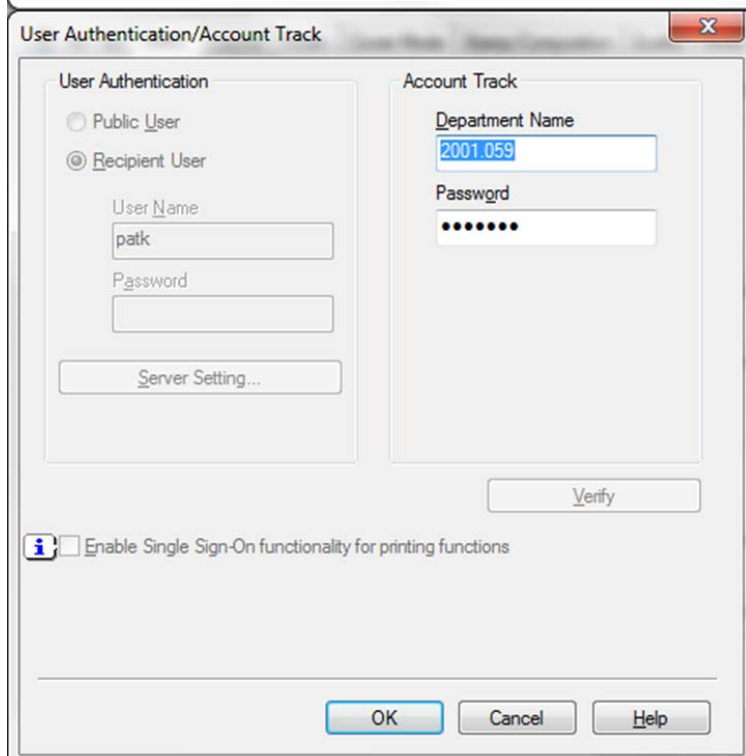 User Authentication/Account Track
User Authentication
Public User
Recipient User
User Name
patk
Password
Server Setting...
Account Track
Department Name
2001.059
Password
•••••••
Verify
Enable Single Sign-On functionality for printing functions
OK
Cancel
Help